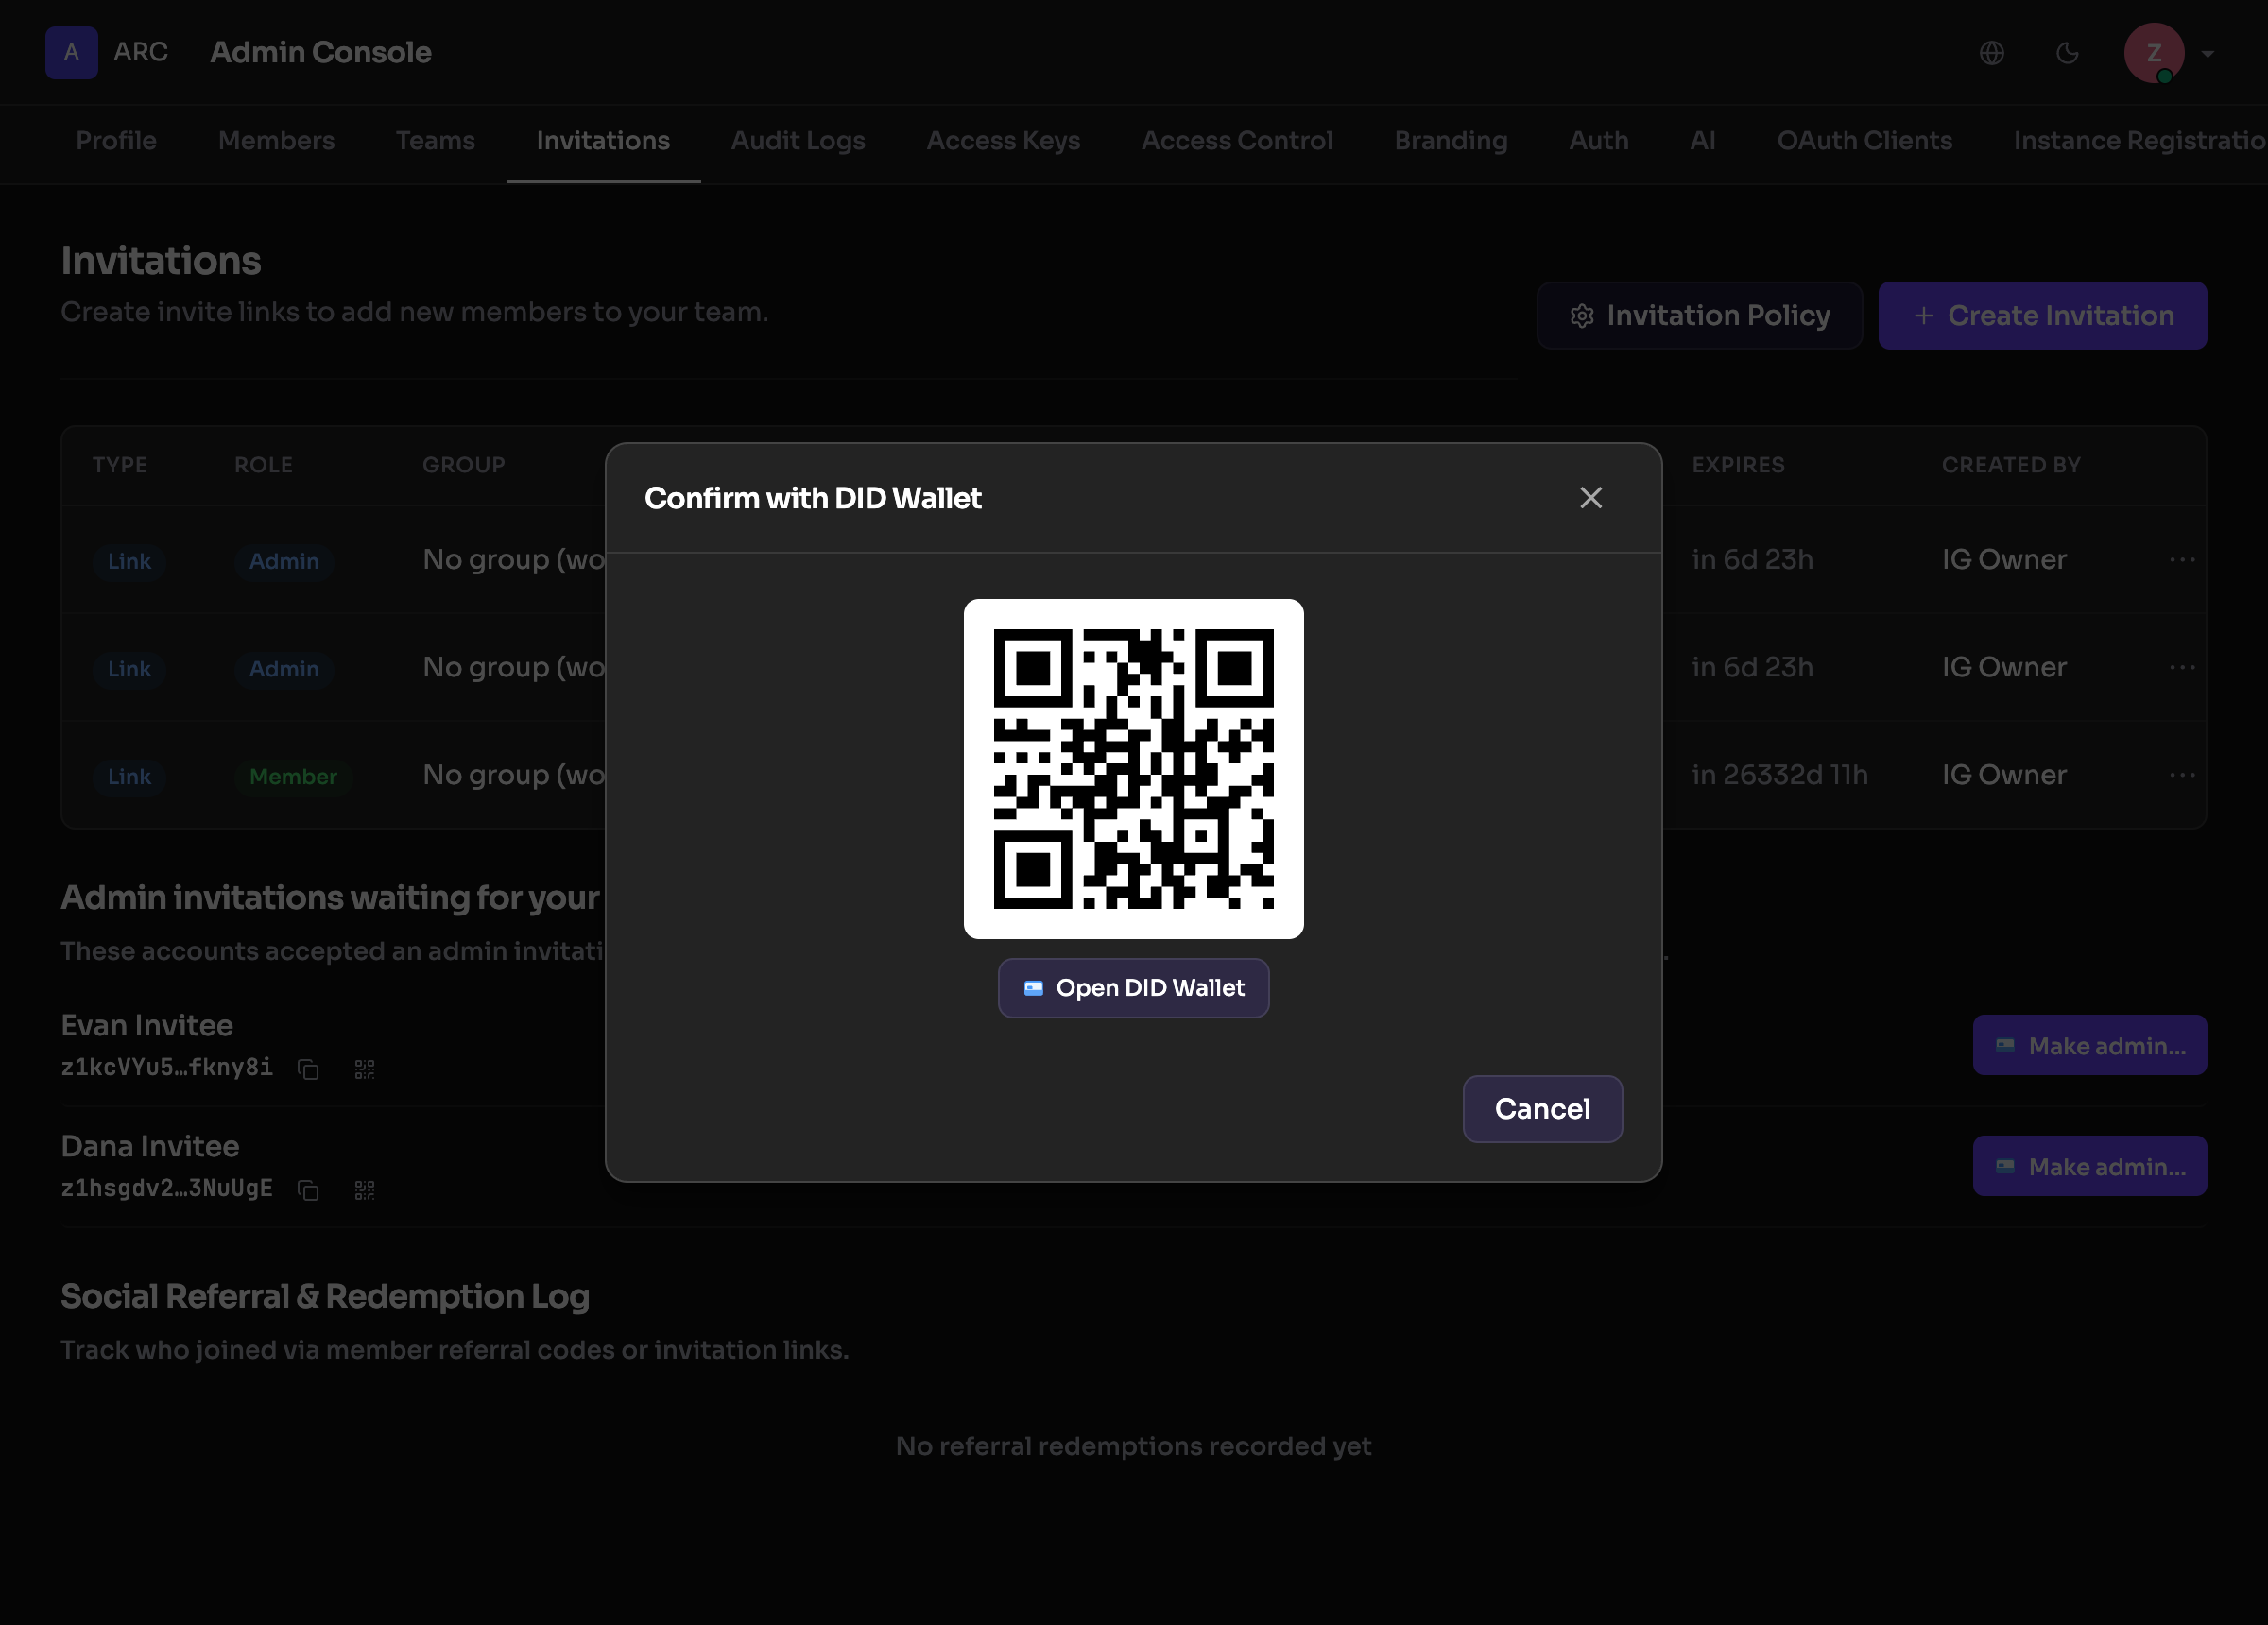 A ARC Admin Console Z
Profile Members Teams Invitations Audit Logs Access Keys Access Control Branding Auth AI OAuth Clients Instance Registratio
Invitations
Create invite links to add new members to your team.
Invitation Policy
+ Create Invitation
TYPE ROLE GROUP EXPIRES CREATED BY
Link Admin No group (wo in 6d 23h IG Owner ...
Link Admin No group (wo in 6d 23h IG Owner ...
Link Member No group (wo in 26332d 11h IG Owner ...
Confirm with DID Wallet
Open DID Wallet
Cancel
Admin invitations waiting for your
These accounts accepted an admin invitati .
Evan Invitee
z1kcVYu5…fkny8i
Make admin...
Dana Invitee
z1hsgdv2…3NuUgE
Make admin...
Social Referral & Redemption Log
Track who joined via member referral codes or invitation links.
No referral redemptions recorded yet